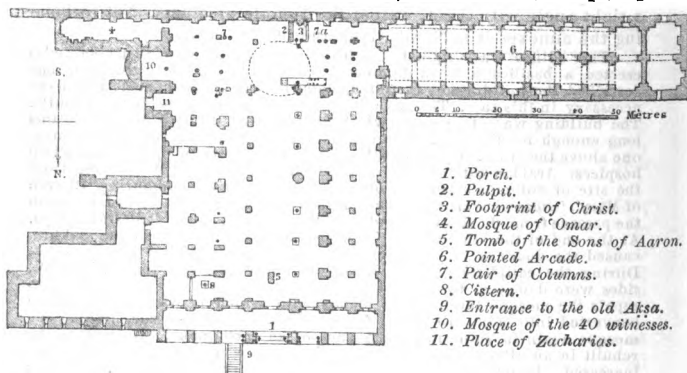 4
1
2
3
7a
10
6
11
S.
N.
0 5 10 20 30 40 50 Mètres
5
8
1
9
1. Porch.
2. Pulpit.
3. Footprint of Christ.
4. Mosque of ʿOmar.
5. Tomb of the Sons of Aaron.
6. Pointed Arcade.
7. Pair of Columns.
8. Cistern.
9. Entrance to the old Aḳsa.
10. Mosque of the 40 witnesses.
11. Place of Zacharias.